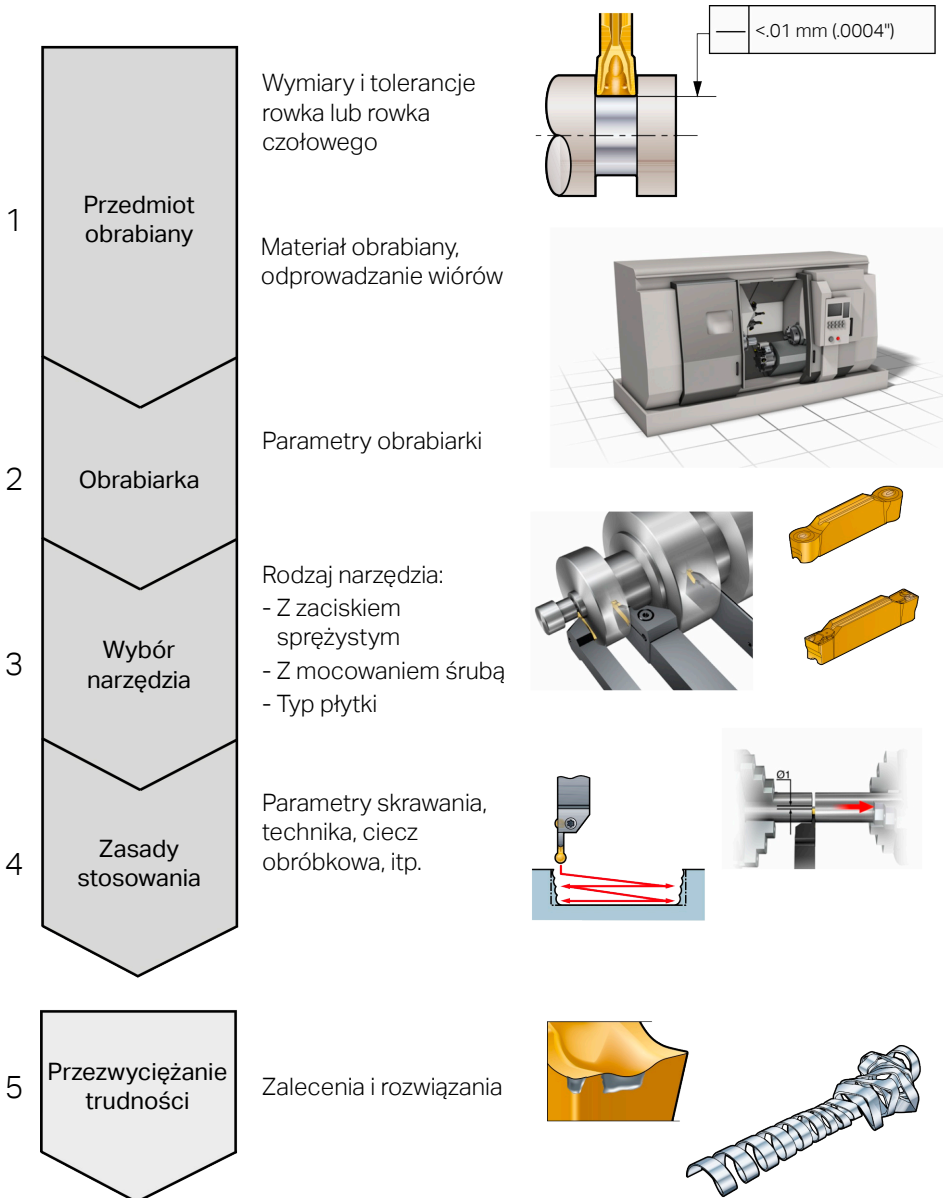 <.01 mm (.0004")
1
Przedmiot
obrabiany
Wymiary i tolerancje
rowka lub rowka
czołowego
Materiał obrabiany,
odprowadzanie wiórów
2
Obrabiarka
Parametry obrabiarki
3
Wybór
narzędzia
Rodzaj narzędzia:
- Z zaciskiem
sprężystym
- Z mocowaniem śrubą
- Typ płytki
4
Zasady
stosowania
Parametry skrawania,
technika, ciecz
obróbkowa, itp.
Ø1
5
Przezwyciężanie
trudności
Zalecenia i rozwiązania